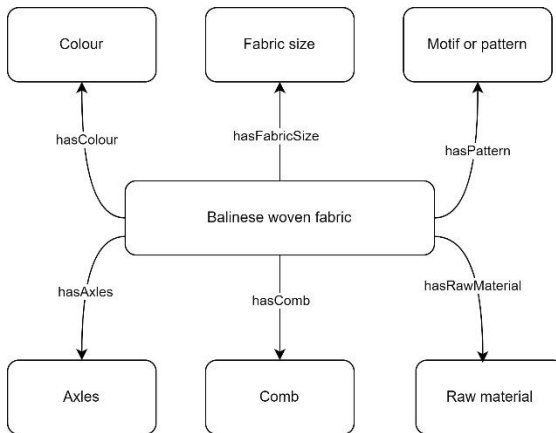 Colour
Fabric size
Motif or pattern
hasColour
hasFabricSize
hasPattern
Balinese woven fabric
hasAxles
hasComb
hasRawMaterial
Axles
Comb
Raw material